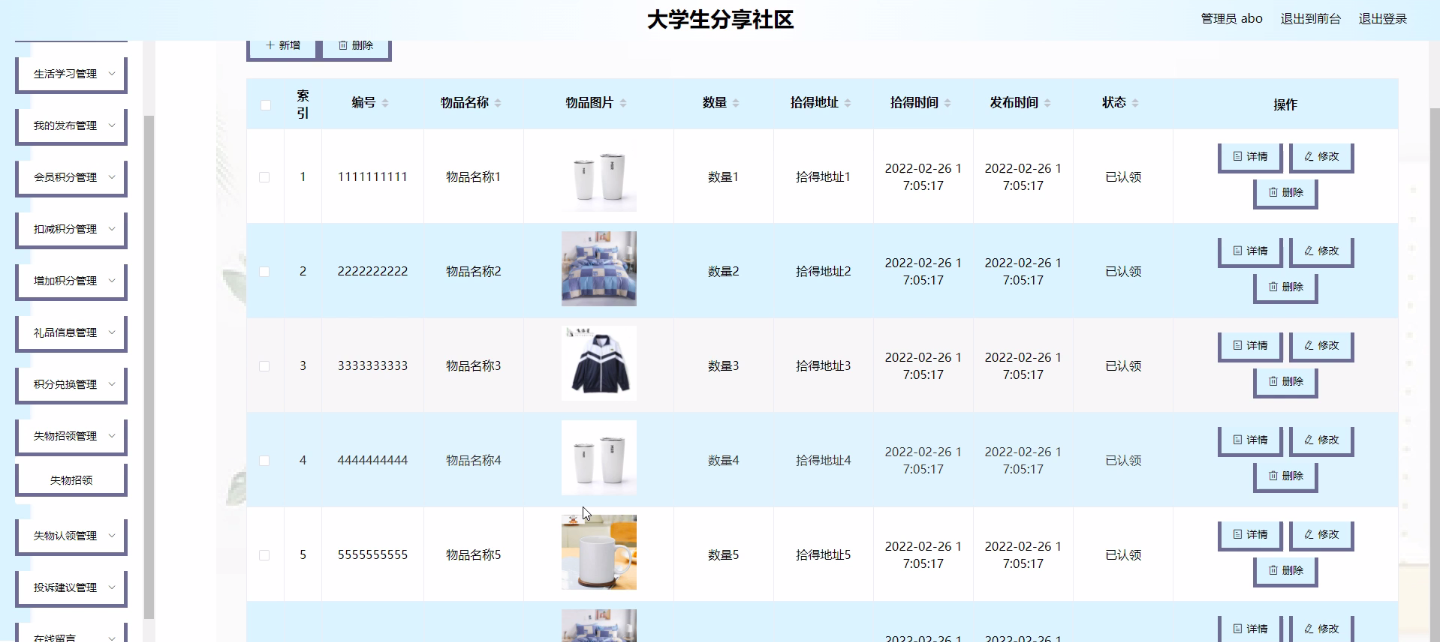 大学生分享社区
管理员 abo 退出到前台 退出登录
新增 删除
生活学习管理
我的发布管理
会员积分管理
扣减积分管理
增加积分管理
礼品信息管理
积分兑换管理
失物招领管理
失物招领
失物认领管理
投诉建议管理
在线留言
索引 编号 物品名称 物品图片 数量 拾得地址 拾得时间 发布时间 状态 操作
1 1111111111 物品名称1 数量1 拾得地址1 2022-02-26 17:05:17 2022-02-26 17:05:17 已认领 详情 修改 删除
2 2222222222 物品名称2 数量2 拾得地址2 2022-02-26 17:05:17 2022-02-26 17:05:17 已认领 详情 修改 删除
3 3333333333 物品名称3 数量3 拾得地址3 2022-02-26 17:05:17 2022-02-26 17:05:17 已认领 详情 修改 删除
4 4444444444 物品名称4 数量4 拾得地址4 2022-02-26 17:05:17 2022-02-26 17:05:17 已认领 详情 修改 删除
5 5555555555 物品名称5 数量5 拾得地址5 2022-02-26 17:05:17 2022-02-26 17:05:17 已认领 详情 修改 删除
2022-02-26 1 2022-02-26 1 详情 修改